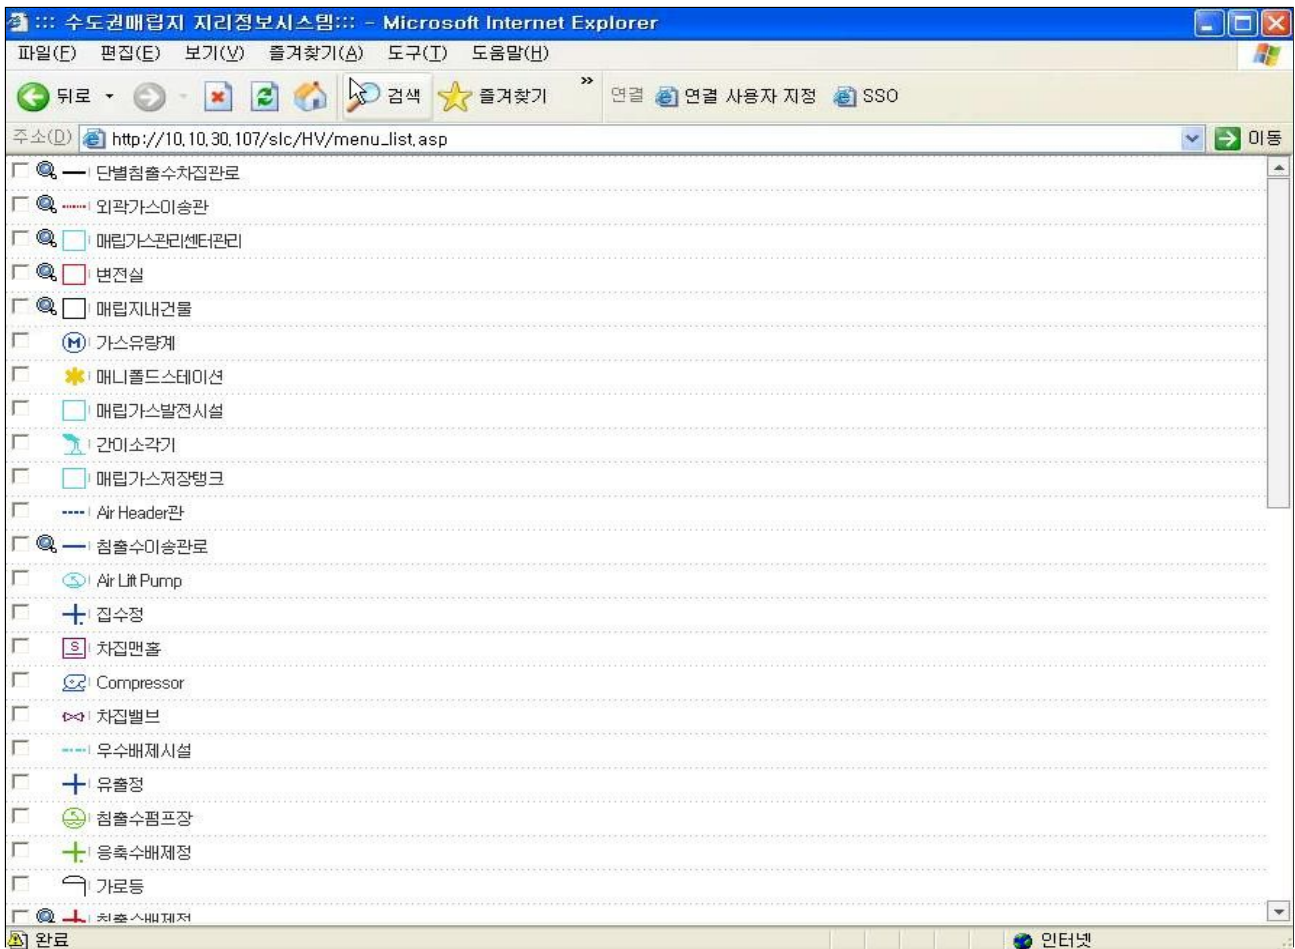 ::: 수도권매립지 지리정보시스템::: - Microsoft Internet Explorer
파일(F) 편집(E) 보기(V) 즐겨찾기(A) 도구(T) 도움말(H)
뒤로 검색 즐겨찾기 » 연결 연결 사용자 지정 SSO
주소(D) http://10.10.30.107/slc/HV/menu_list.asp 이동
단별침출수차집관로
외곽가스이송관
매립가스관리센터관리
변전실
매립지내건물
M 가스유량계
매니폴드스테이션
매립가스발전시설
간이소각기
매립가스저장탱크
Air Header관
침출수이송관로
Air Lift Pump
집수정
S 차집맨홀
Compressor
차집밸브
우수배제시설
유출정
침출수펌프장
응축수배제정
가로등
침출수배제정
완료 인터넷